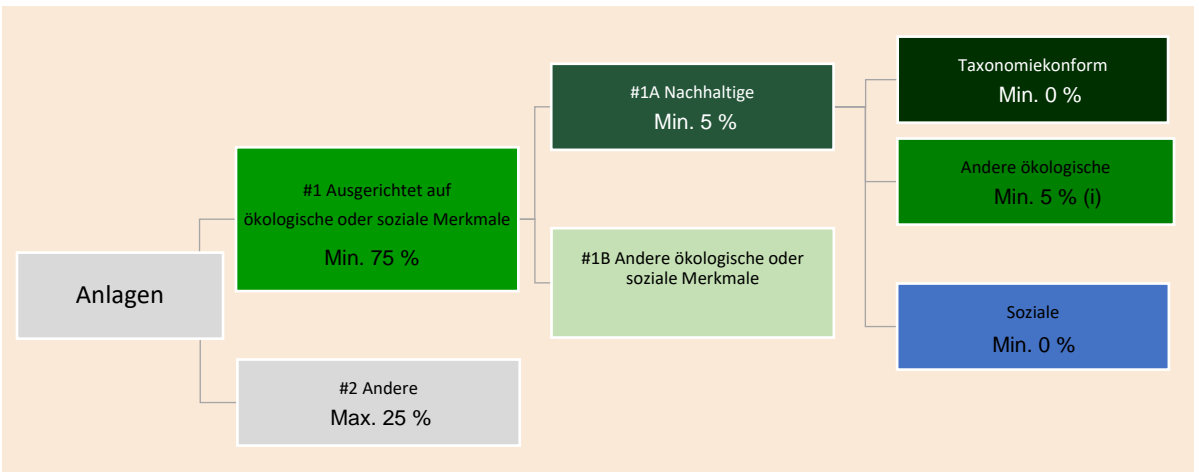 Anlagen
#1 Ausgerichtet auf
ökologische oder soziale Merkmale
Min. 75 %
#2 Andere
Max. 25 %
#1A Nachhaltige
Min. 5 %
#1B Andere ökologische oder
soziale Merkmale
Taxonomiekonform
Min. 0 %
Andere ökologische
Min. 5 % (i)
Soziale
Min. 0 %